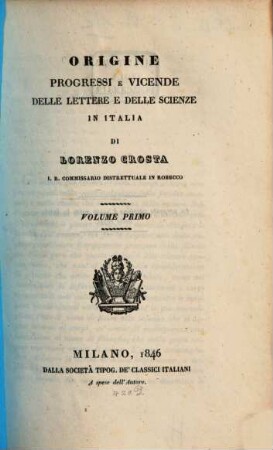 ORIGINE
PROGRESSI E VICENDE
DELLE LETTERE E DELLE SCIENZE
IN ITALIA
DI
LORENZO CROSTA
I. R. COMMISSARIO DISTRETTUALE IN ROBECCO
VOLUME PRIMO
MILANO, 1846
DALLA SOCIETÀ TIPOG. DE' CLASSICI ITALIANI
A spese dell'Autore.